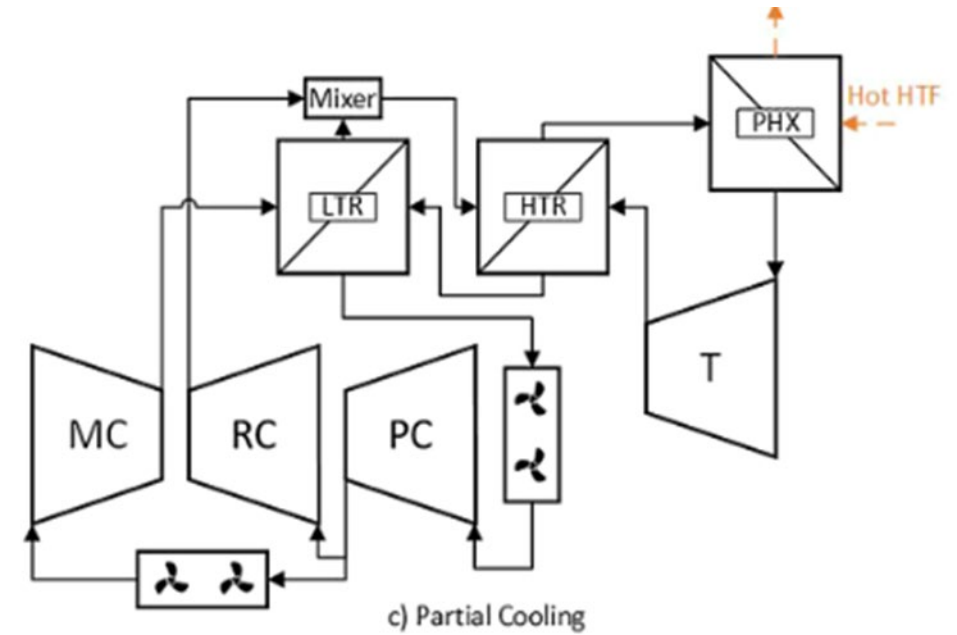 Mixer
Hot HTF
PHX
LTR
HTR
T
MC
RC
PC
c) Partial Cooling